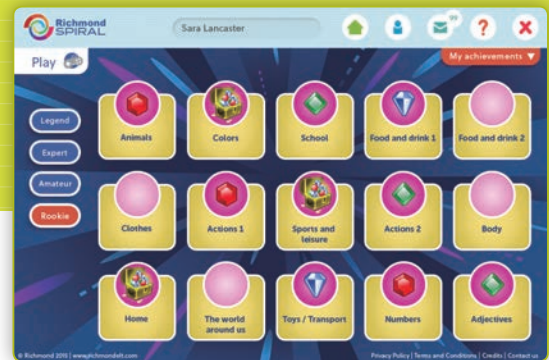 Richmond
SPIRAL
Sara Lancaster
99
?
Play
My achievements
Legend
Expert
Amateur
Rookie
Animals
Colors
School
Food and drink 1
Food and drink 2
Clothes
Actions 1
Sports and
leisure
Actions 2
Body
Home
The world
around us
Toys / Transport
Numbers
Adjectives
© Richmond 2015 | www.richmondelt.com
Privacy Policy | Terms and Conditions | Credits | Contact us